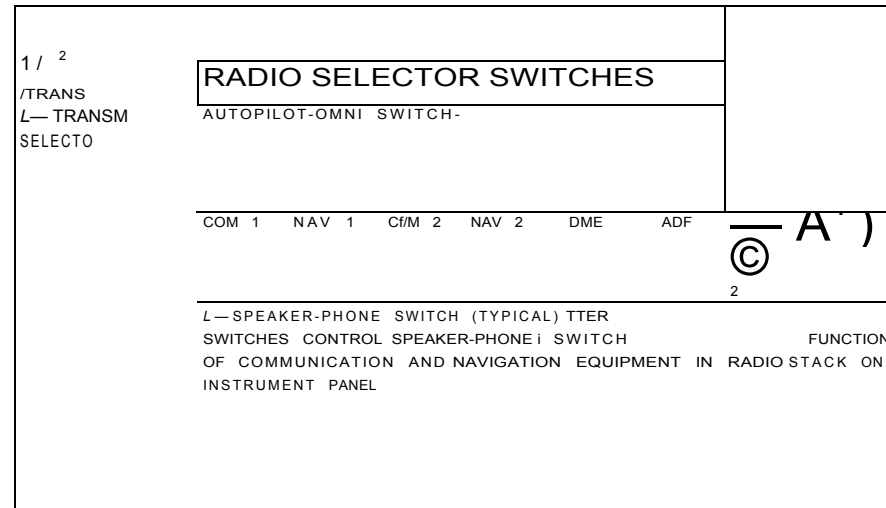 1 / 2
/TRANS
L— TRANSM
SELECTO
RADIO SELECTOR SWITCHES
AUTOPILOT-OMNI SWITCH-
COM 1 NAV 1 Cf/M 2 NAV 2 DME ADF
— A' )
©
2
L—SPEAKER-PHONE SWITCH (TYPICAL) TTER
SWITCHES CONTROL SPEAKER-PHONE i SWITCH FUNCTION
OF COMMUNICATION AND NAVIGATION EQUIPMENT IN RADIO STACK ON
INSTRUMENT PANEL